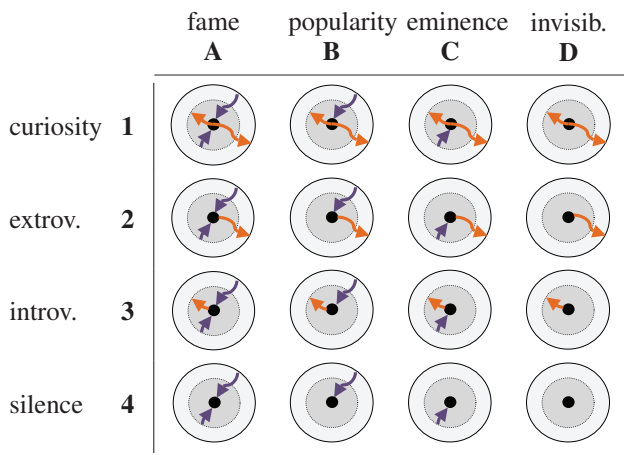 fame popularity eminence invisib.
A B C D
curiosity 1
extrov. 2
introv. 3
silence 4